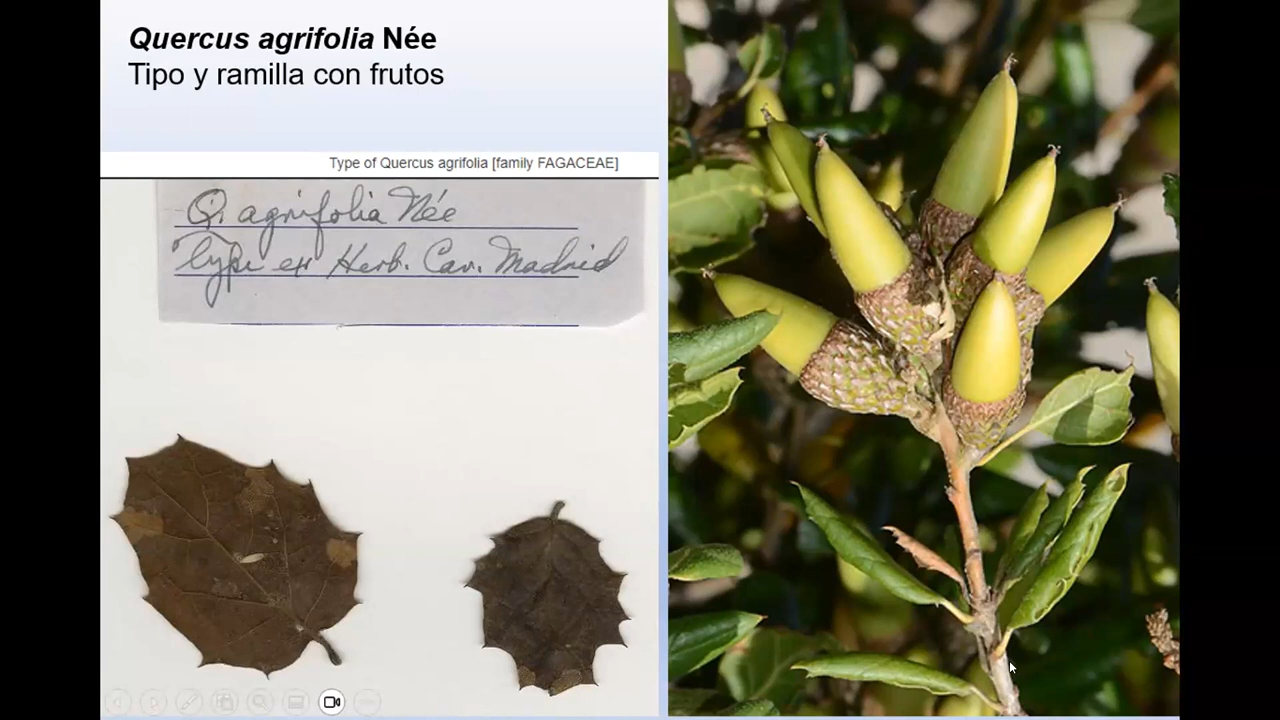 Quercus agrifolia Née
Tipo y ramilla con frutos
Type of Quercus agrifolia [family FAGACEAE]
Q. agrifolia Née
Type ex Herb. Cav. Madrid